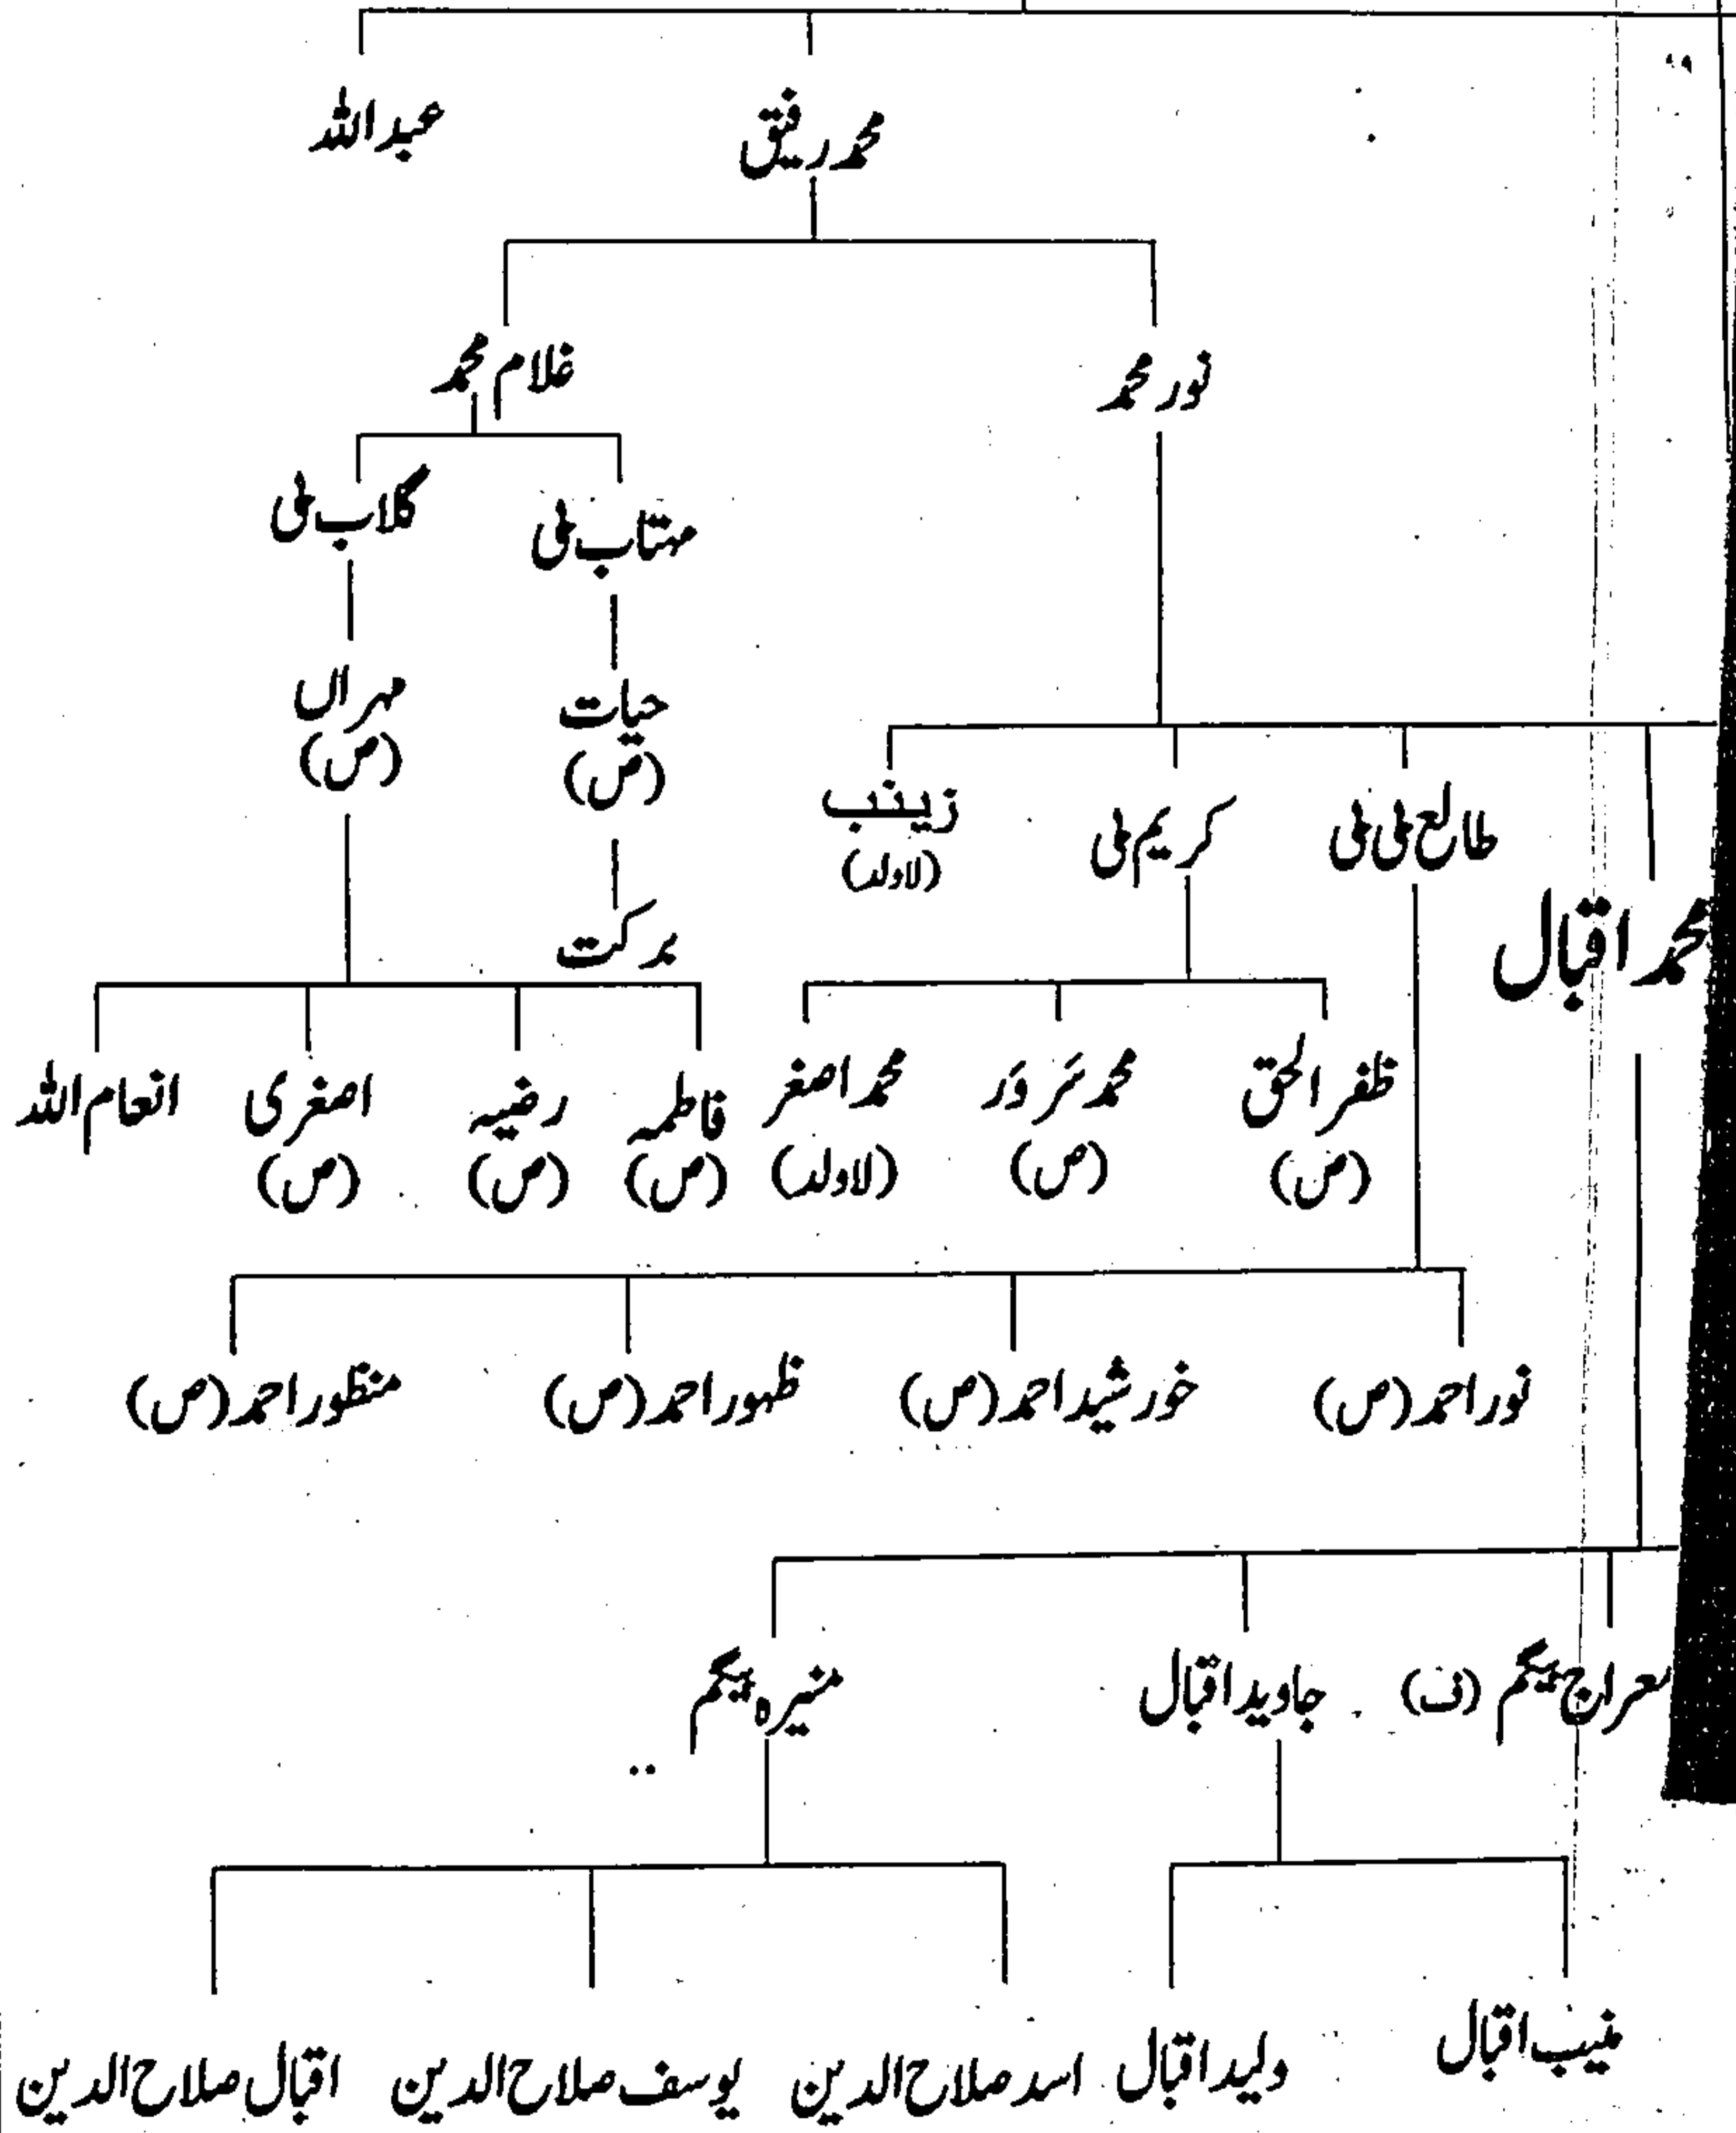 عبداللہ
محمد رفیق
غلام محمد
نور محمد
گلاب بی
مہتاب بی
مہراں
(ص)
حیات
(ص)
برکت
زینب
(لاولد)
کریم بی
طالع بی بی
محمد اقبال
ظفر الحق
(ص)
محمد سَروَر
(ص)
محمد اصغر
(لاولد)
فاطمہ
(ص)
رضیہ
(ص)
اصغری
(ص)
انعام اللہ
نور احمد (ص)
خورشید احمد (ص)
ظہور احمد (ص)
منظور احمد (ص)
معراج بیگم (ف)
جاوید اقبال
منیرہ بیگم
منیب اقبال
ولید اقبال
اسد صلاح الدین
یوسف صلاح الدین
اقبال صلاح الدین